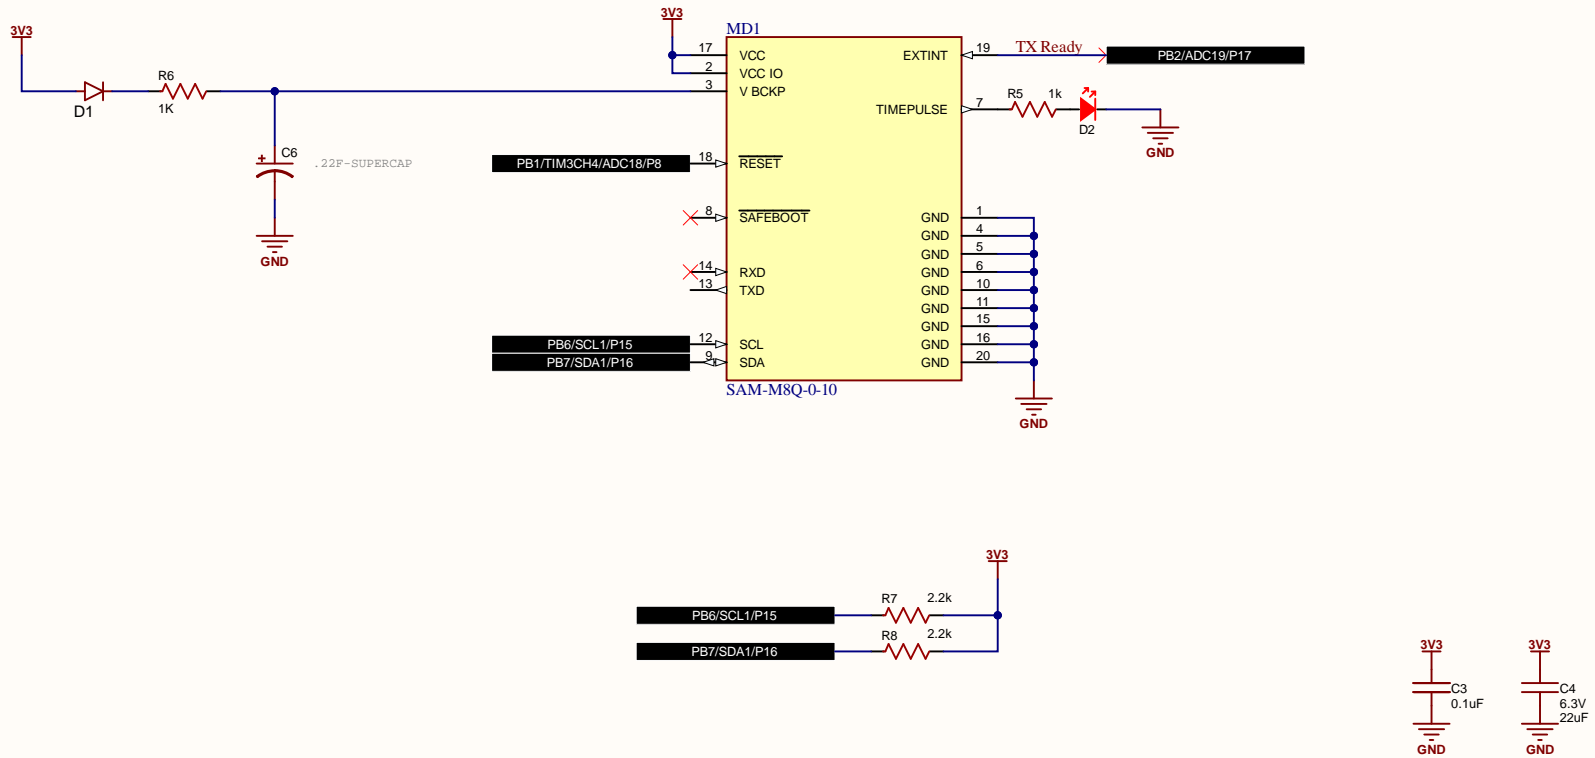 3V3
D1
R6
1K
C6
.22F-SUPERCAP
GND
3V3
MD1
17
VCC
2
VCC IO
3
V BCKP
PB1/TIM3CH4/ADC18/P8
18
RESET
8
SAFEBOOT
14
RXD
13
TXD
PB6/SCL1/P15
12
SCL
PB7/SDA1/P16
9
SDA
SAM-M8Q-0-10
EXTINT
19
TX Ready
PB2/ADC19/P17
TIMEPULSE
7
R5
1k
D2
GND
GND
1
GND
4
GND
5
GND
6
GND
10
GND
11
GND
15
GND
16
GND
20
GND
3V3
PB6/SCL1/P15
R7
2.2k
PB7/SDA1/P16
R8
2.2k
3V3
C3
0.1uF
GND
3V3
C4
6.3V
22uF
GND